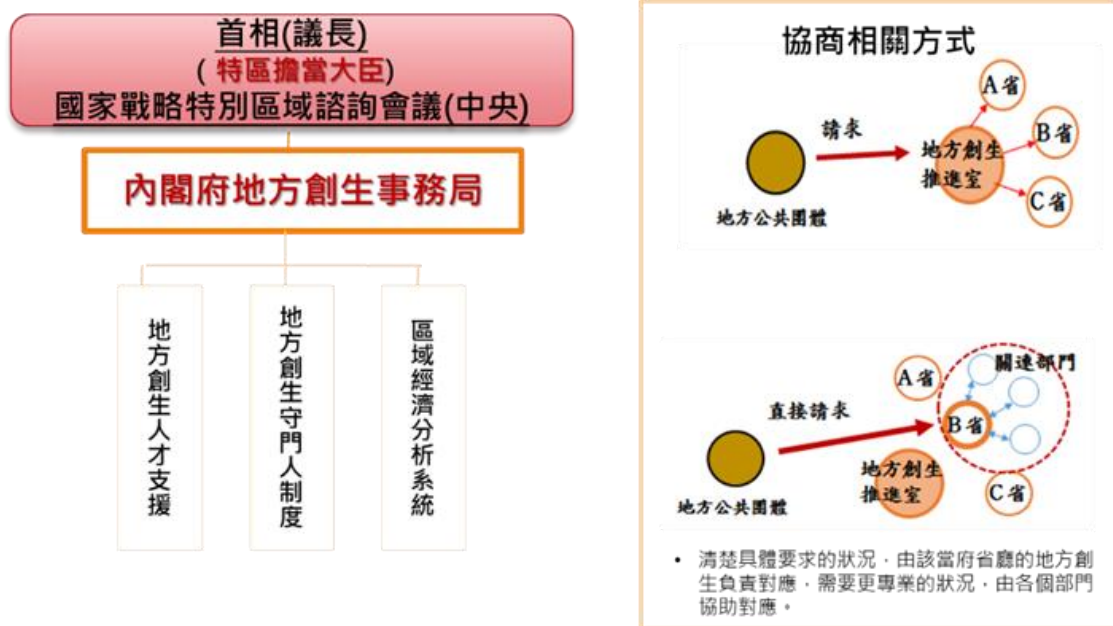 首相(議長)
(特區擔當大臣)
國家戰略特別區域諮詢會議(中央)
內閣府地方創生事務局
地方創生人才支援
地方創生守門人制度
區域經濟分析系統
協商相關方式
請求
地方公共團體
地方創生
推進室
A省
B省
C省
直接請求
地方公共團體
地方創生
推進室
A省
B省
C省
關連部門
• 清楚具體要求的狀況，由該當府省廳的地方創
生負責對應，需要更專業的狀況，由各個部門
協助對應。